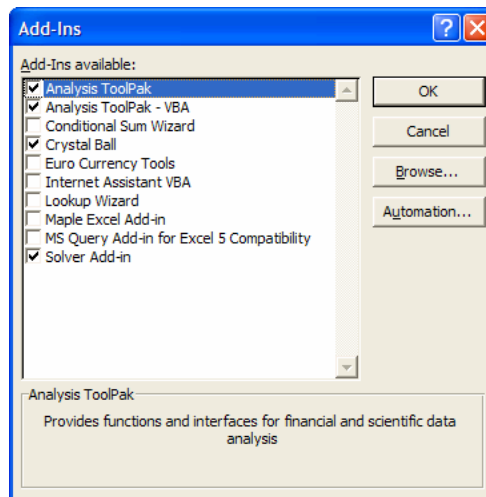 Add-Ins
Add-Ins available:
Analysis ToolPak
Analysis ToolPak - VBA
Conditional Sum Wizard
Crystal Ball
Euro Currency Tools
Internet Assistant VBA
Lookup Wizard
Maple Excel Add-in
MS Query Add-in for Excel 5 Compatibility
Solver Add-in
OK
Cancel
Browse...
Automation...
Analysis ToolPak
Provides functions and interfaces for financial and scientific data
analysis